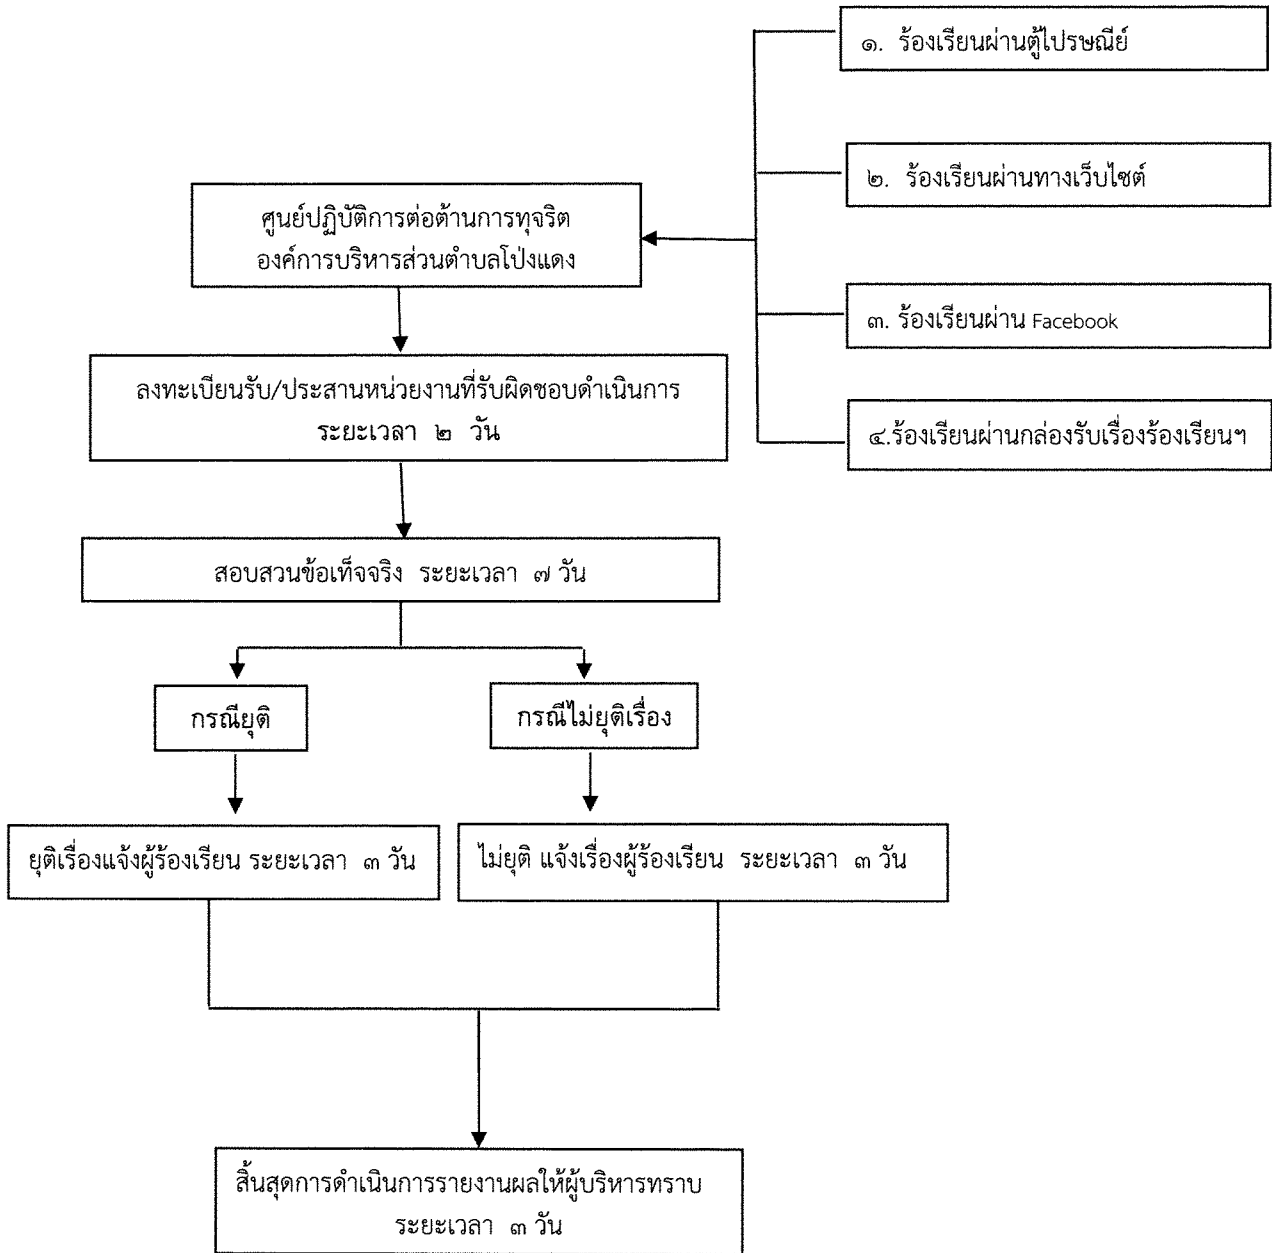 ๑. ร้องเรียนผ่านตู้ไปรษณีย์
๒. ร้องเรียนผ่านทางเว็บไซต์
ศูนย์ปฏิบัติการต่อต้านการทุจริต
องค์การบริหารส่วนตำบลโป่งแดง
๓. ร้องเรียนผ่าน Facebook
ลงทะเบียนรับ/ประสานหน่วยงานที่รับผิดชอบดำเนินการ
ระยะเวลา ๒ วัน
๔.ร้องเรียนผ่านกล่องรับเรื่องร้องเรียนฯ
สอบสวนข้อเท็จจริง ระยะเวลา ๗ วัน
กรณียุติ
กรณีไม่ยุติเรื่อง
ยุติเรื่องแจ้งผู้ร้องเรียน ระยะเวลา ๓ วัน
ไม่ยุติ แจ้งเรื่องผู้ร้องเรียน ระยะเวลา ๓ วัน
สิ้นสุดการดำเนินการรายงานผลให้ผู้บริหารทราบ
ระยะเวลา ๓ วัน